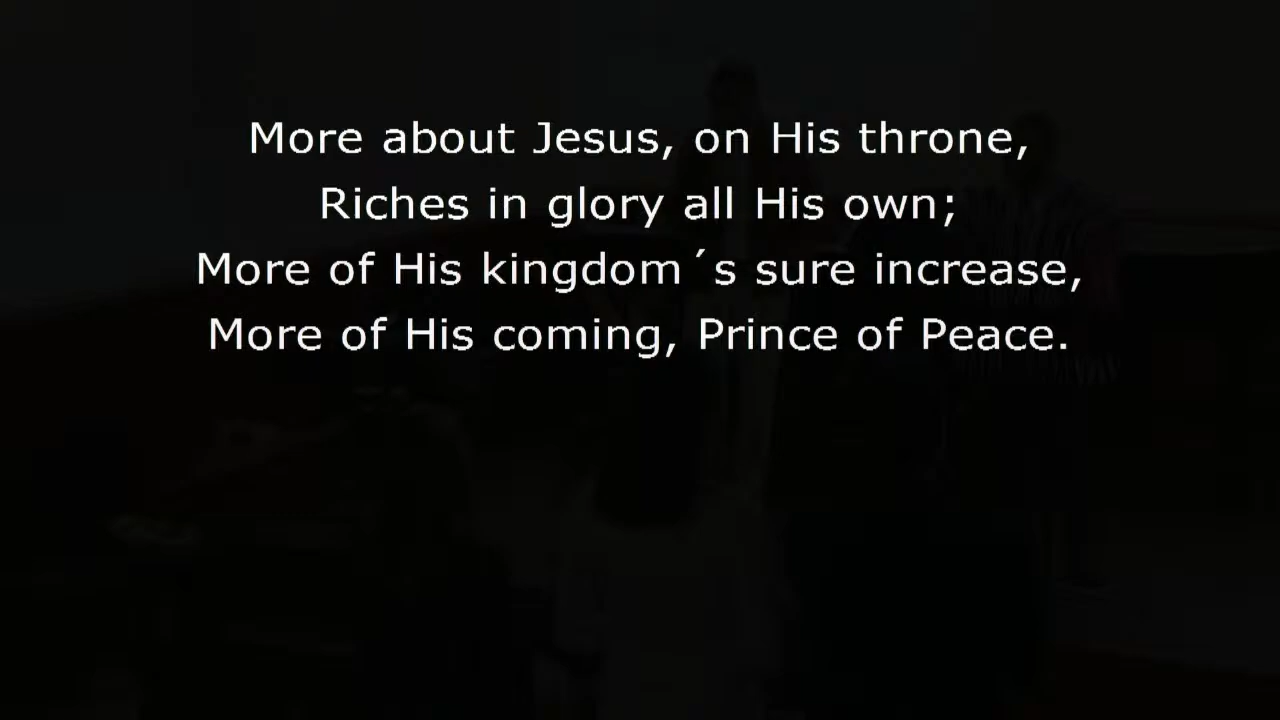 More about Jesus, on His throne,
Riches in glory all His own;
More of His kingdom´s sure increase,
More of His coming, Prince of Peace.